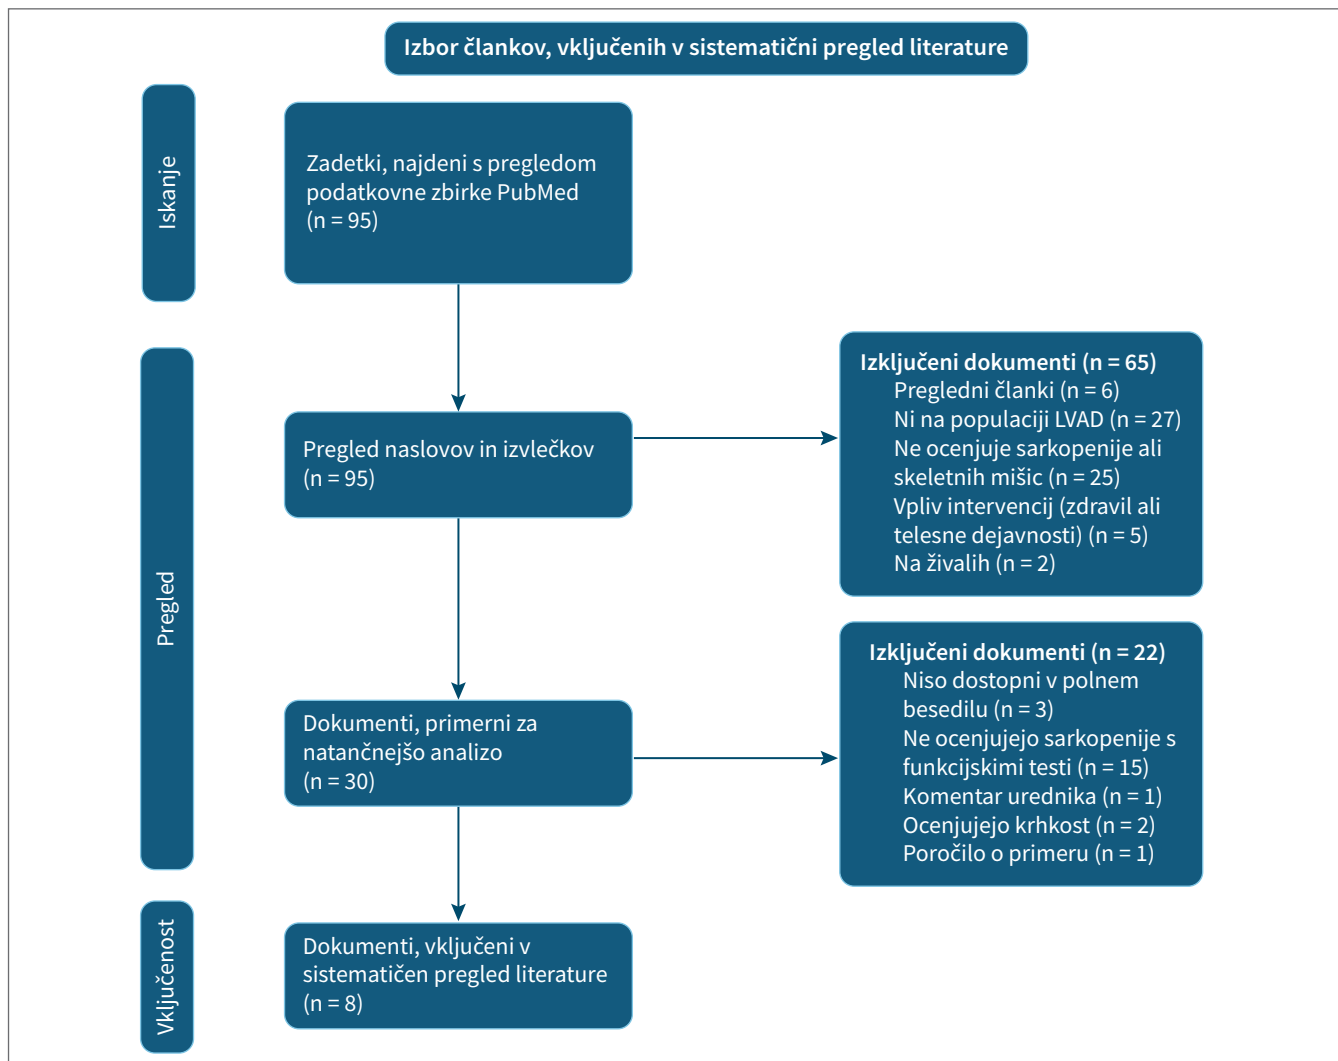 Izbor člankov, vključenih v sistematični pregled literature
Iskanje
Zadetki, najdeni s pregledom
podatkovne zbirke PubMed
(n = 95)
Pregled
Pregled naslovov in izvlečkov
(n = 95)
Izključeni dokumenti (n = 65)
Pregledni članki (n = 6)
Ni na populaciji LVAD (n = 27)
Ne ocenjuje sarkopenije ali
skeletnih mišic (n = 25)
Vpliv intervencij (zdravil ali
telesne dejavnosti) (n = 5)
Na živalih (n = 2)
Dokumenti, primerni za
natančnejšo analizo
(n = 30)
Izključeni dokumenti (n = 22)
Niso dostopni v polnem
besedilu (n = 3)
Ne ocenjujejo sarkopenije s
funkcijskimi testi (n = 15)
Komentar urednika (n = 1)
Ocenjujejo krhkost (n = 2)
Poročilo o primeru (n = 1)
Vključenost
Dokumenti, vključeni v
sistematičen pregled literature
(n = 8)